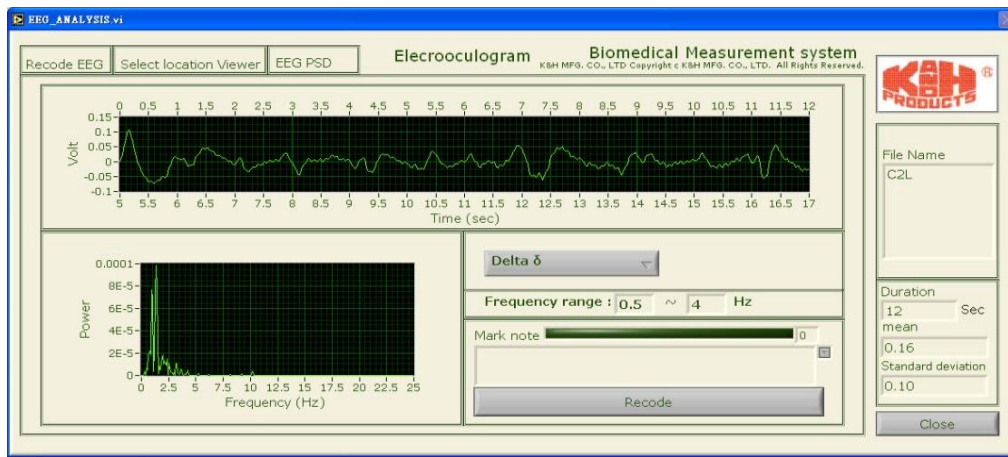 EEG_ANALYSIS.vi
Recode EEG Select location Viewer EEG PSD
Elecrooculogram Biomedical Measurement system
K&H MFG. CO., LTD Copyright c K&H MFG. CO., LTD. All Rights Reserved.
K AND H ®
PRODUCTS
0 0.5 1 1.5 2 2.5 3 3.5 4 4.5 5 5.5 6 6.5 7 7.5 8 8.5 9 9.5 10 10.5 11 11.5 12
0.15
0.1
0.05
0
-0.05
-0.1
Volt
5 5.5 6 6.5 7 7.5 8 8.5 9 9.5 10 10.5 11 11.5 12 12.5 13 13.5 14 14.5 15 15.5 16 16.5 17
Time (sec)
0.0001
8E-5
6E-5
4E-5
2E-5
0
Power
0 2.5 5 7.5 10 12.5 15 17.5 20 22.5 25
Frequency (Hz)
Delta δ
Frequency range : 0.5 ~ 4 Hz
Mark note 0
Recode
File Name
C2L
Duration
12 Sec
mean
0.16
Standard deviation
0.10
Close